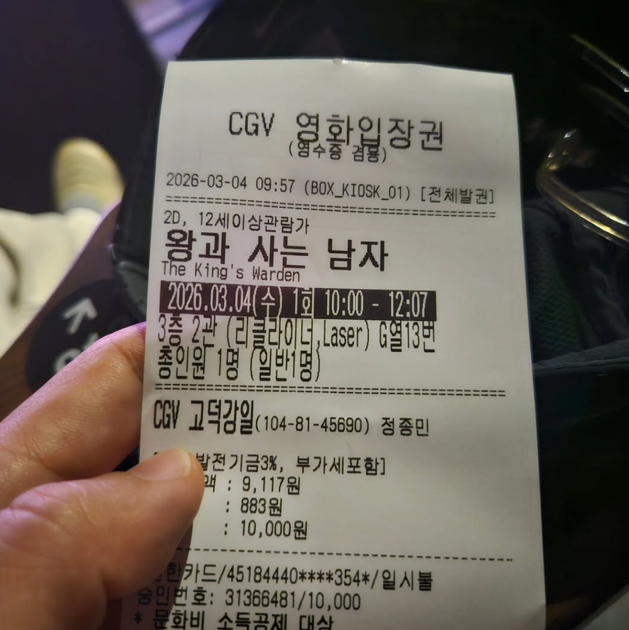 CGV 영화입장권
(영수증 겸용)
2026-03-04 09:57 (BOX_KIOSK_01) [전체발권]
2D, 12세이상관람가
왕과 사는 남자
The King's Warden
2026.03.04(수) 1회 10:00 - 12:07
3층 2관 (리클라이너,Laser) G열13번
총인원 1명 (일반1명)
CGV 고덕강일(104-81-45690) 정종민
발전기금3%, 부가세포함]
액 : 9,117원
: 883원
: 10,000원
한카드/45184440****354*/일시불
승인번호: 31366481/10,000
* 문화비 소득공제 대상